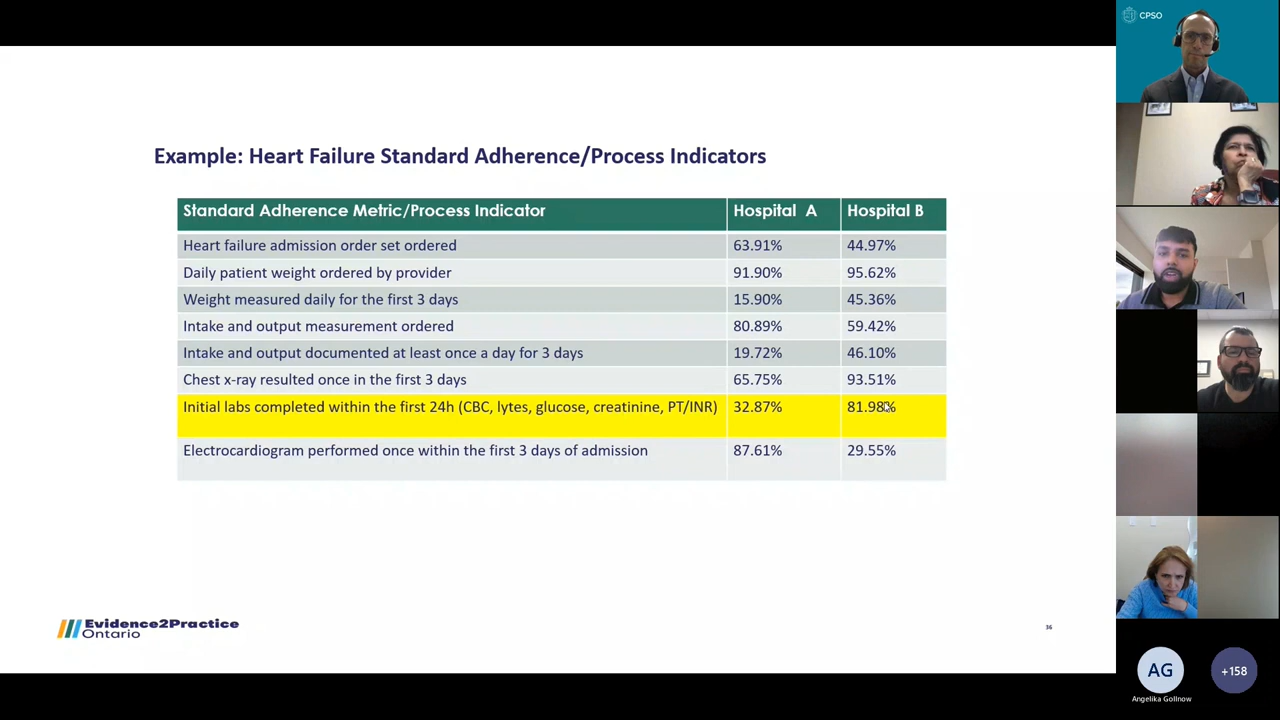 CPSO
Example: Heart Failure Standard Adherence/Process Indicators
Standard Adherence Metric/Process Indicator Hospital A Hospital B
Heart failure admission order set ordered 63.91% 44.97%
Daily patient weight ordered by provider 91.90% 95.62%
Weight measured daily for the first 3 days 15.90% 45.36%
Intake and output measurement ordered 80.89% 59.42%
Intake and output documented at least once a day for 3 days 19.72% 46.10%
Chest x-ray resulted once in the first 3 days 65.75% 93.51%
Initial labs completed within the first 24h (CBC, lytes, glucose, creatinine, PT/INR) 32.87% 81.98%
Electrocardiogram performed once within the first 3 days of admission 87.61% 29.55%
Evidence2Practice
Ontario
36
AG
+158
Angelika Gollnow